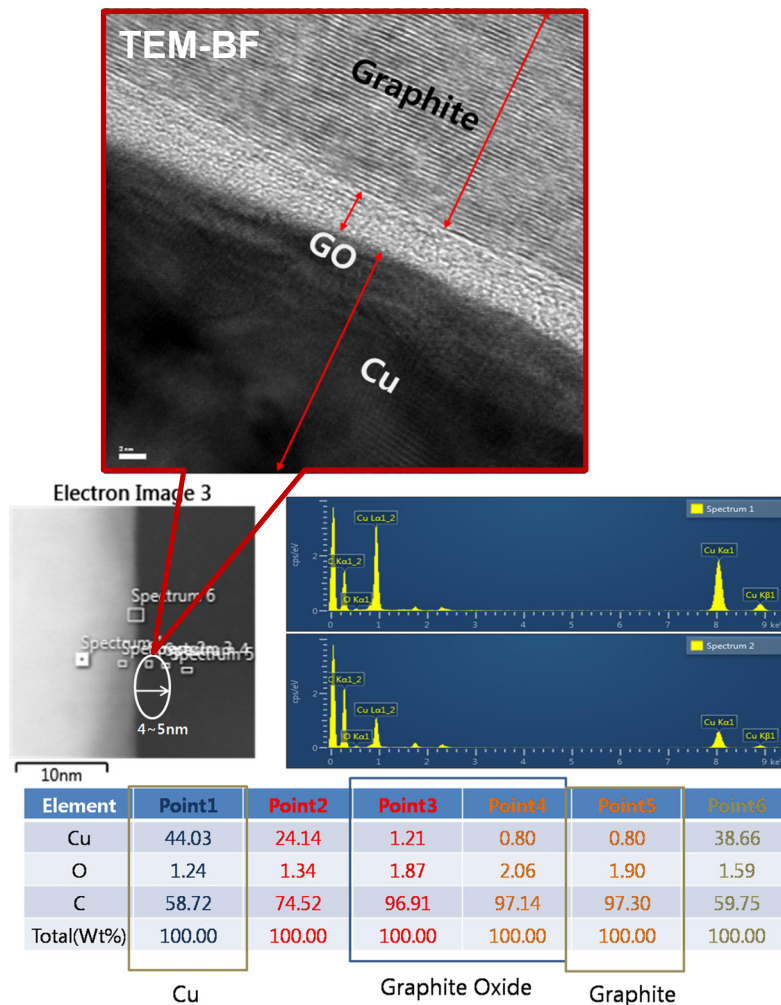 TEM-BF
Graphite
GO
Cu
2 nm
Electron Image 3
Spectrum 6
Spectrum 5
4~5nm
10nm
Spectrum 1
cps/eV
2
0
Cu Lα1_2
Kα1_2
O Kα1
Cu Kα1
Cu Kβ1
0 1 2 3 4 5 6 7 8 9 keV
Spectrum 2
cps/eV
2
0
Kα1_2
Cu Lα1_2
O Kα1
Cu Kα1
Cu Kβ1
0 1 2 3 4 5 6 7 8 9 keV
Element Point1 Point2 Point3 Point4 Point5 Point6
Cu 44.03 24.14 1.21 0.80 0.80 38.66
O 1.24 1.34 1.87 2.06 1.90 1.59
C 58.72 74.52 96.91 97.14 97.30 59.75
Total(Wt%) 100.00 100.00 100.00 100.00 100.00 100.00
Cu Graphite Oxide Graphite